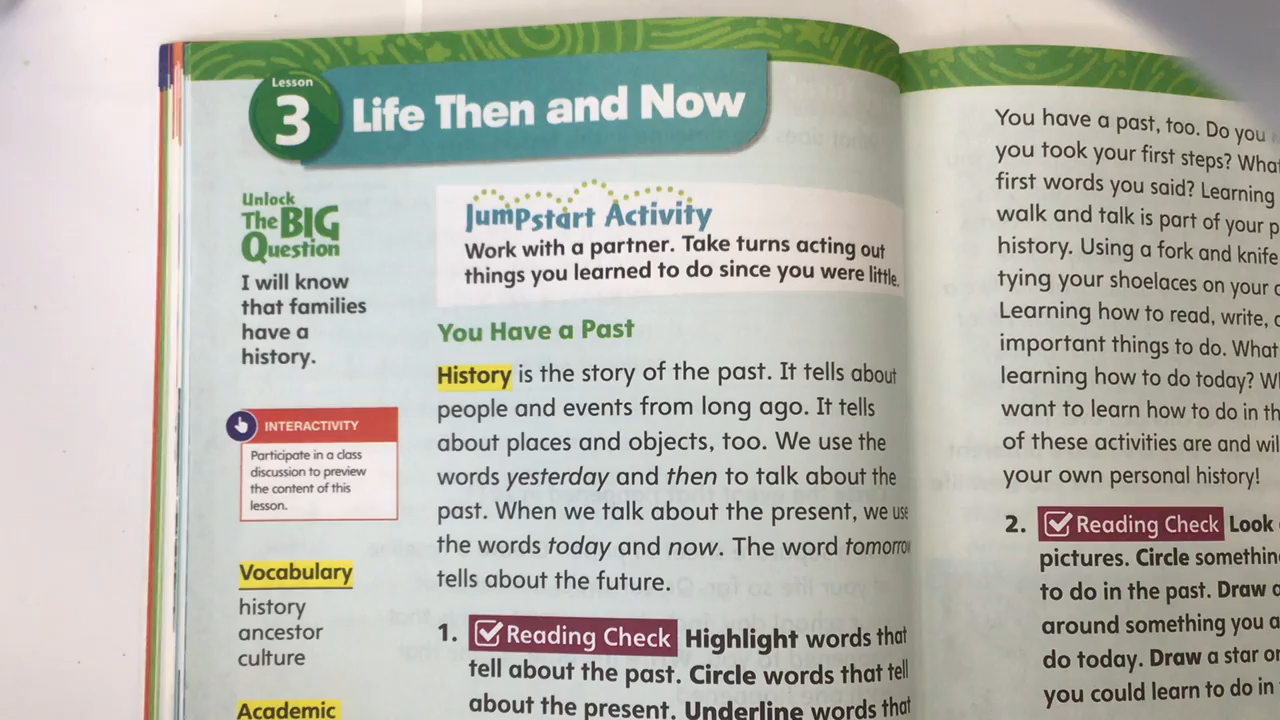 Lesson
3
Life Then and Now
Unlock
The BIG
Question
I will know
that families
have a
history.
INTERACTIVITY
Participate in a class
discussion to preview
the content of this
lesson.
Vocabulary
history
ancestor
culture
Academic
Jumpstart Activity
Work with a partner. Take turns acting out
things you learned to do since you were little.
You Have a Past
History is the story of the past. It tells about
people and events from long ago. It tells
about places and objects, too. We use the
words yesterday and then to talk about the
past. When we talk about the present, we use
the words today and now. The word tomorrow
tells about the future.
1. Reading Check Highlight words that
tell about the past. Circle words that tell
about the present. Underline words that
You have a past, too. Do you
you took your first steps? What
first words you said? Learning
walk and talk is part of your
history. Using a fork and knife
tying your shoelaces on your
Learning how to read, write,
important things to do. What
learning how to do today?
want to learn how to do in
of these activities are and
your own personal history!
2. Reading Check Look
pictures. Circle
to do in the past. Draw
around something you
do today. Draw a star
you could learn to do in